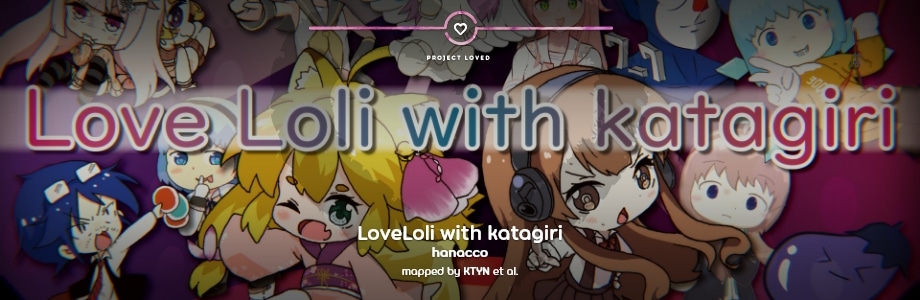 PROJECT LOVED
Love Loli with katagiri
LoveLoli with katagiri
hanacco
mapped by KTYN et al.